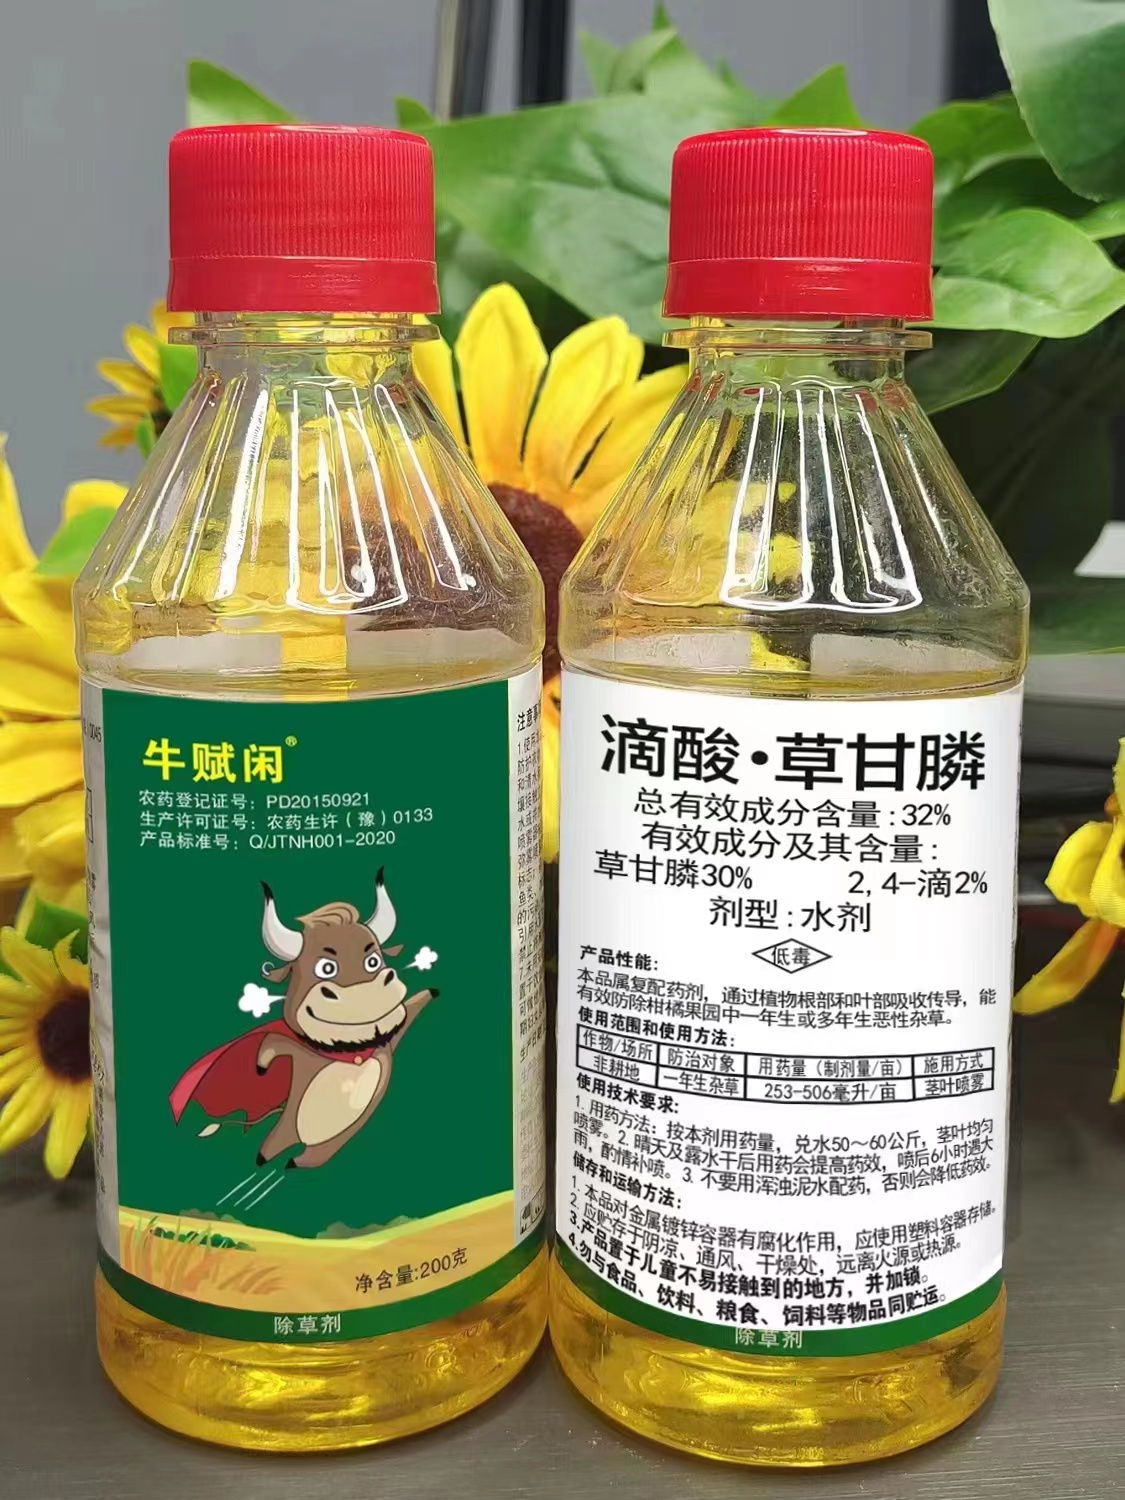 牛赋闲®
农药登记证号：PD20150921
生产许可证号：农药生许（豫）0133
产品标准号：Q/JTNH001-2020
净含量:200克
除草剂
0045
注意事
滴酸·草甘膦
总有效成分含量:32%
有效成分及其含量:
草甘膦30% 2,4-滴2%
剂型:水剂
低毒
产品性能:
本品属复配药剂，通过植物根部和叶部吸收传导，能
有效防除柑橘果园中一年生或多年生恶性杂草。
使用范围和使用方法:
作物/场所 防治对象 用药量（制剂量/亩） 施用方式
非耕地 一年生杂草 253-506毫升/亩 茎叶喷雾
使用技术要求:
1. 用药方法：按本剂用药量，兑水50～60公斤，茎叶均匀
喷雾。2. 晴天及露水干后用药会提高药效，喷后6小时遇大
雨，酌情补喷。3. 不要用浑浊泥水配药，否则会降低药效。
储存和运输方法:
1. 本品对金属镀锌容器有腐化作用，应使用塑料容器存储。
2. 应贮存于阴凉、通风、干燥处，远离火源或热源。
3.产品置于儿童不易接触到的地方，并加锁。
4.勿与食品、饮料、粮食、饲料等物品同贮运。
除草剂